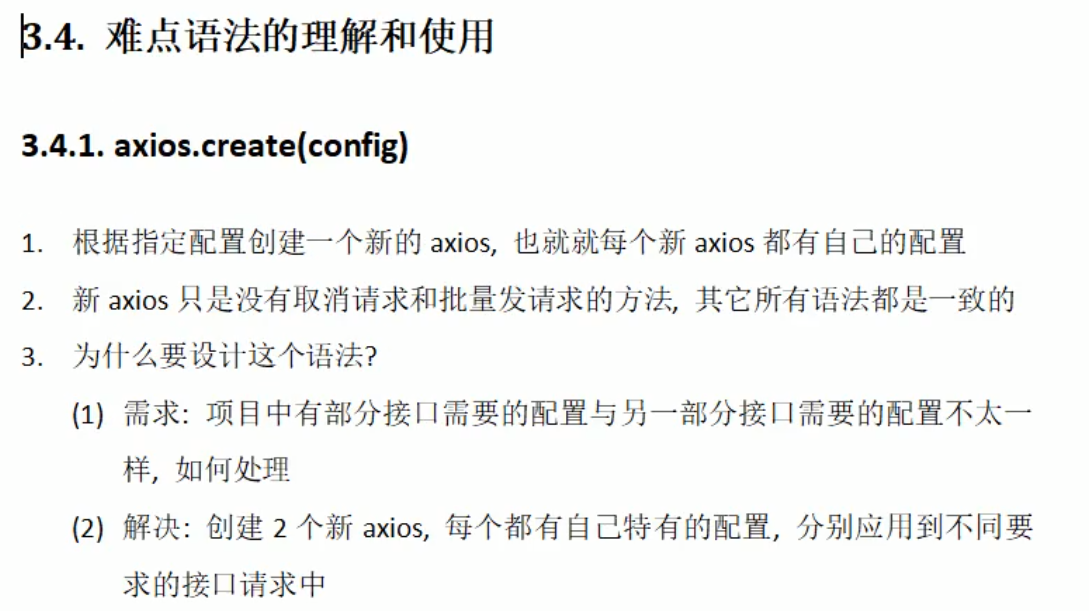 3.4. 难点语法的理解和使用
3.4.1. axios.create(config)
1. 根据指定配置创建一个新的 axios, 也就就每个新 axios 都有自己的配置
2. 新 axios 只是没有取消请求和批量发请求的方法, 其它所有语法都是一致的
3. 为什么要设计这个语法?
(1) 需求: 项目中有部分接口需要的配置与另一部分接口需要的配置不太一
样, 如何处理
(2) 解决: 创建 2 个新 axios, 每个都有自己特有的配置, 分别应用到不同要
求的接口请求中